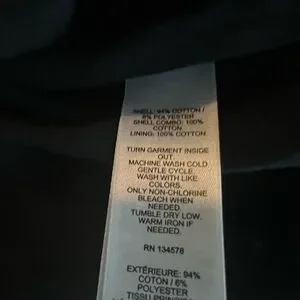 SHELL: 94% COTTON /
6% POLYESTER
SHELL COMBO: 100%
COTTON
LINING: 100% COTTON
TURN GARMENT INSIDE
OUT.
MACHINE WASH COLD
GENTLE CYCLE.
WASH WITH LIKE
COLORS.
ONLY NON-CHLORINE
BLEACH WHEN
NEEDED.
TUMBLE DRY LOW.
WARM IRON IF
NEEDED.
RN 134578
EXTÉRIEURE: 94%
COTON / 6%
POLYESTER
TISSU PRINCIPAL